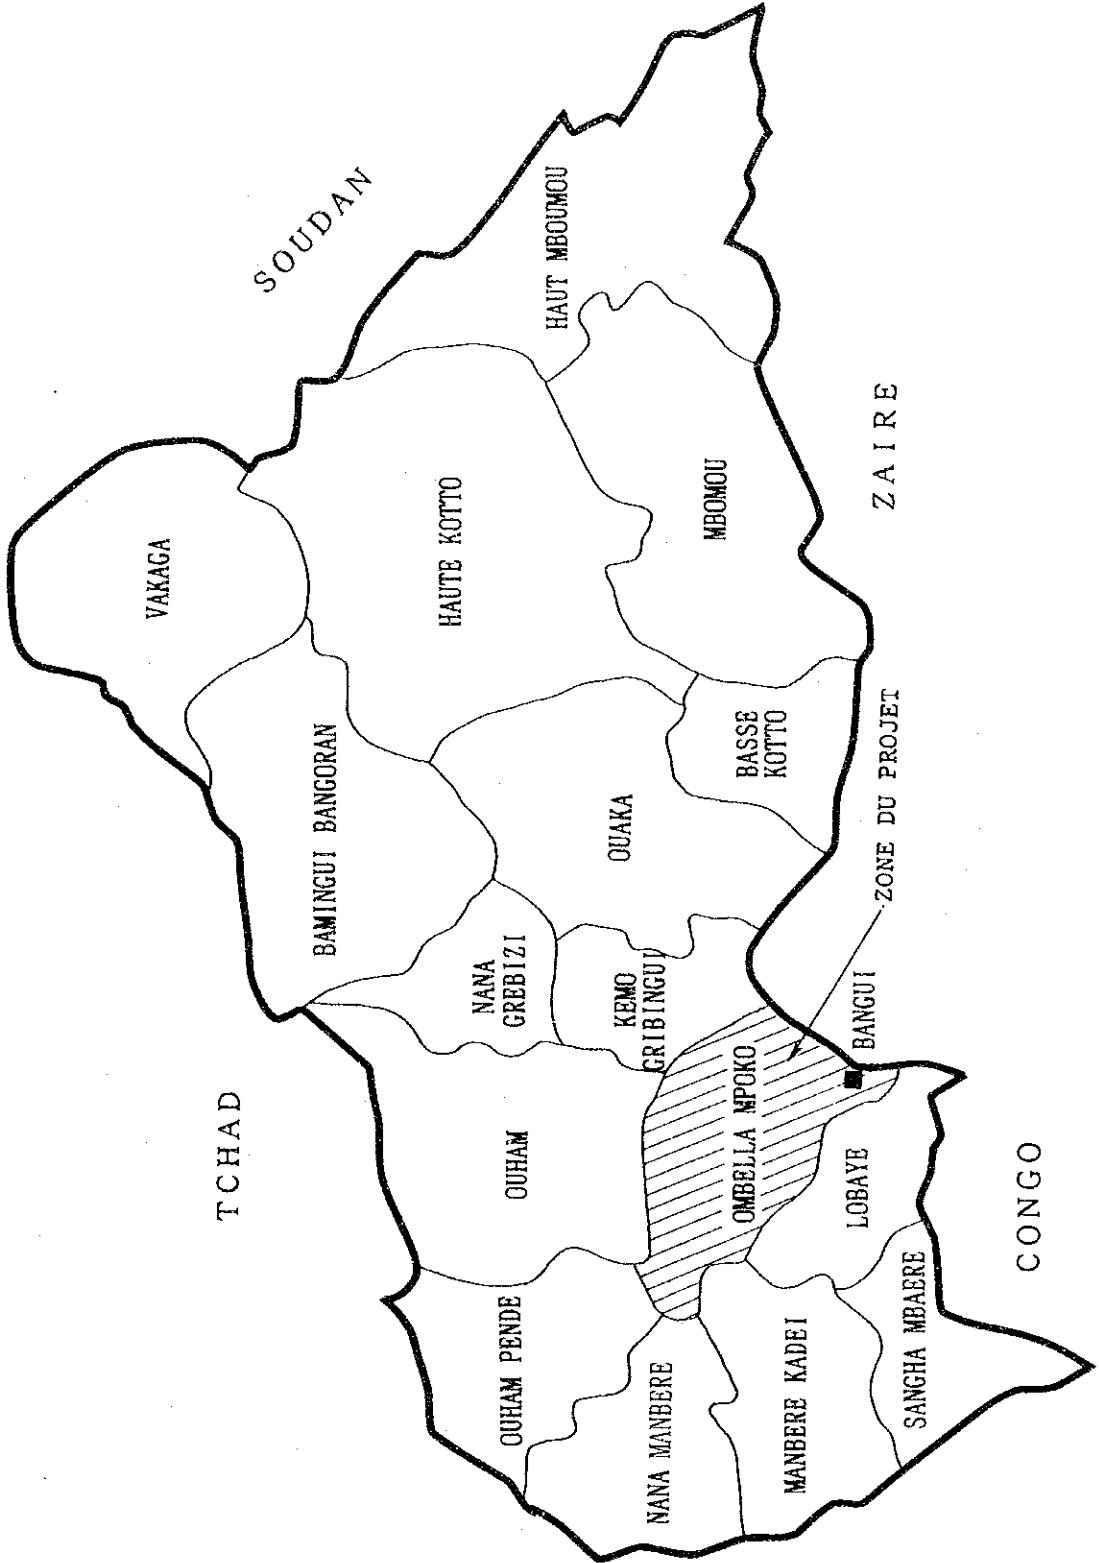 SOUDAN
TCHAD
VAKAGA
BAMINGUI BANGORAN
HAUTE KOTTO
HAUT MBOUMOU
NANA
GREBIZI
OUHAM
OUHAM PENDE
OUAKA
KEMO
GRIBINGUI
MBOMOU
BASSE
KOTTO
NANA MANBERE
OMBELLA MPOKO
MANBERE KADEI
LOBAYE
SANGHA MBAERE
BANGUI
ZONE DU PROJET
ZAIRE
CONGO